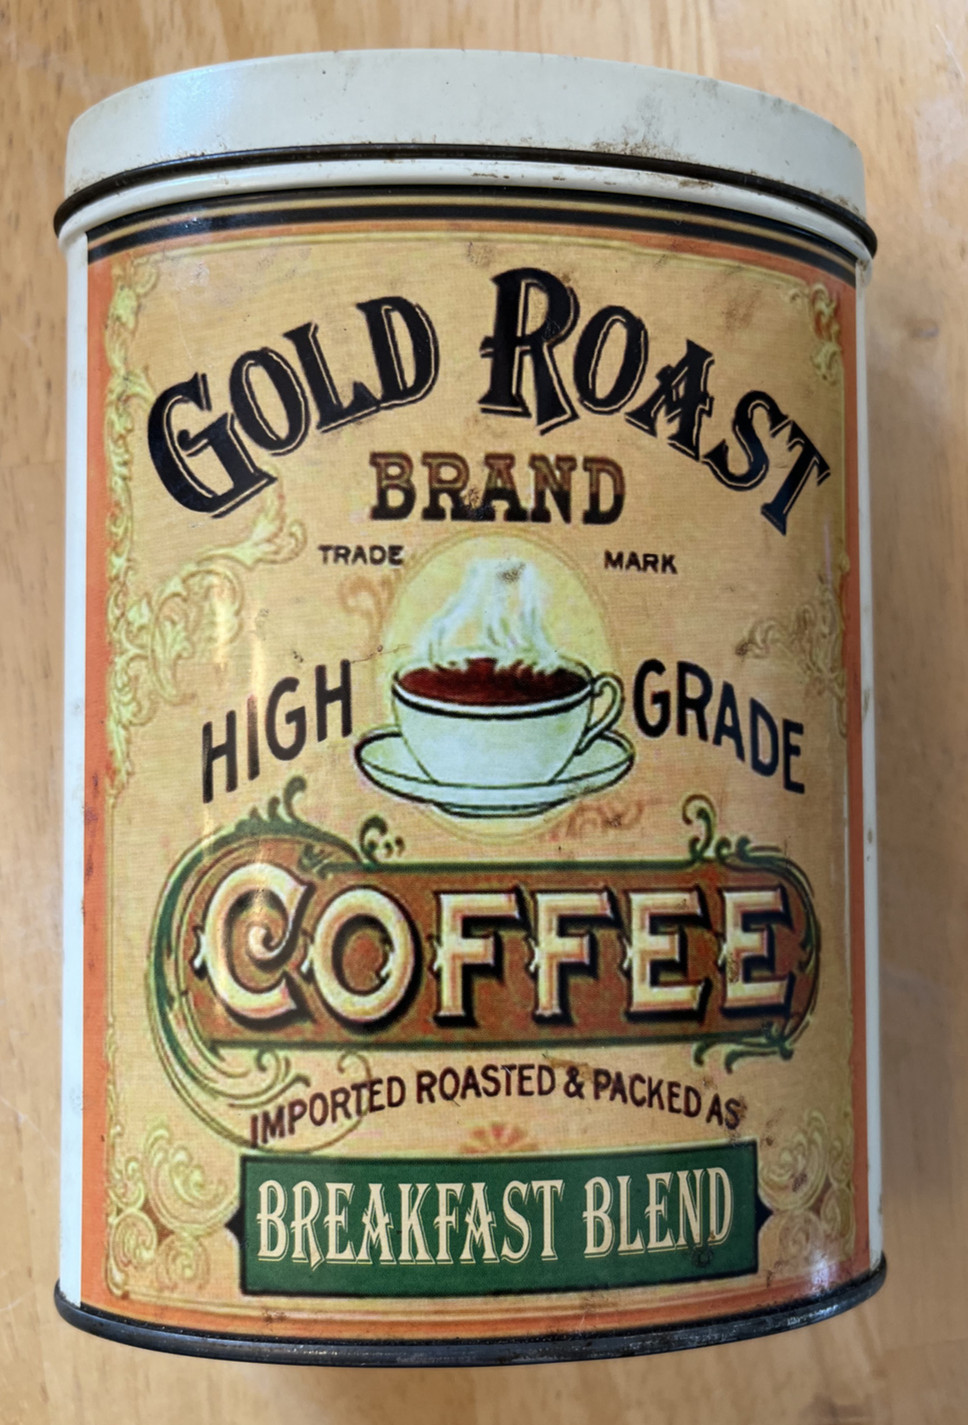 GOLD ROAST
BRAND
TRADE MARK
HIGH GRADE
COFFEE
IMPORTED ROASTED & PACKED AS
BREAKFAST BLEND